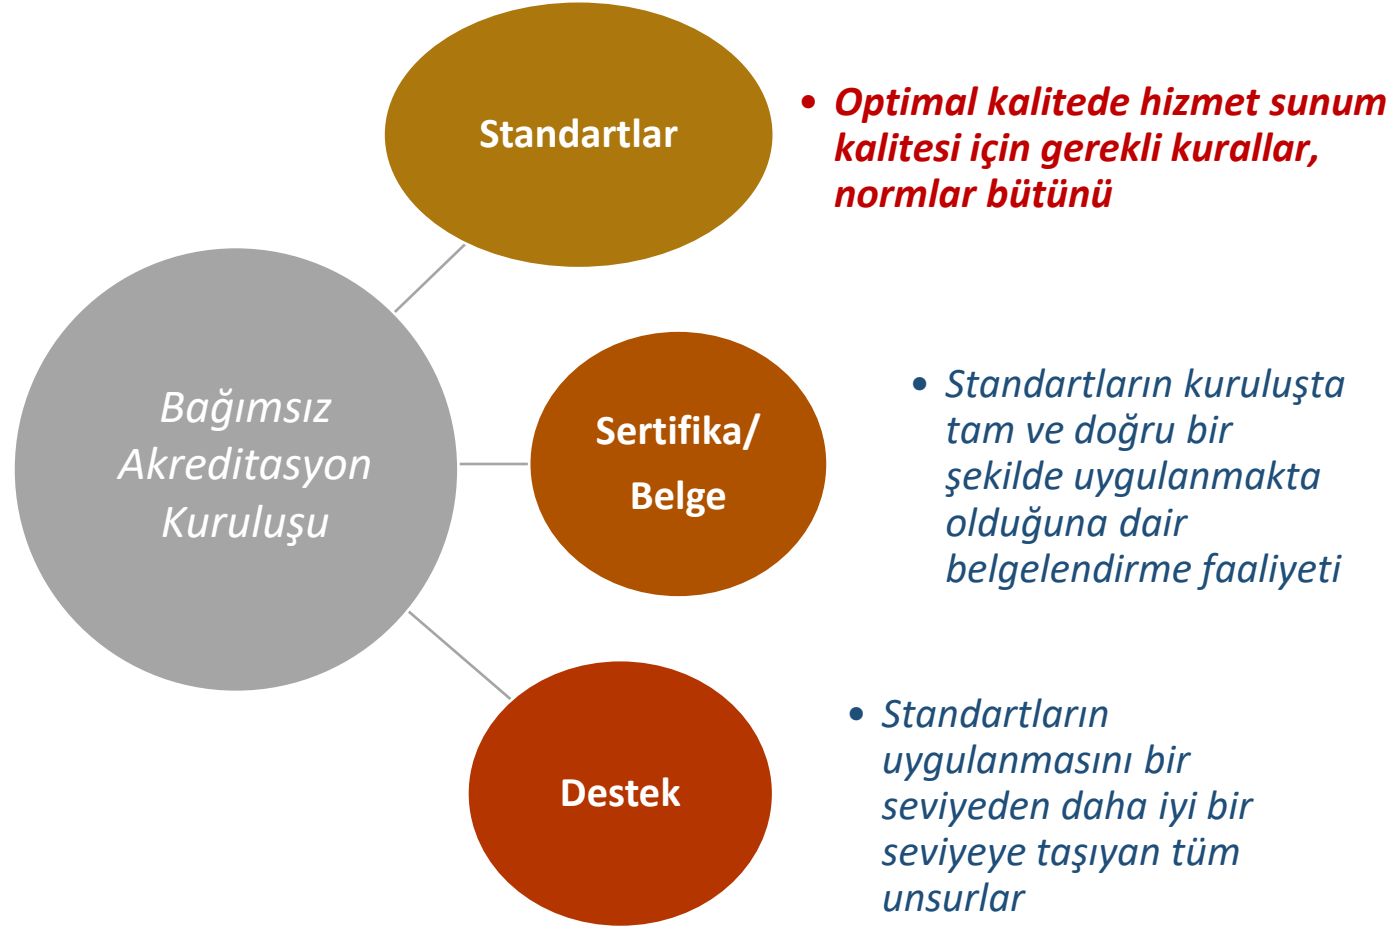 Standartlar
• Optimal kalitede hizmet sunum
kalitesi için gerekli kurallar,
normlar bütünü
Bağımsız
Akreditasyon
Kuruluşu
Sertifika/
Belge
• Standartların kuruluşta
tam ve doğru bir
şekilde uygulanmakta
olduğuna dair
belgelendirme faaliyeti
Destek
• Standartların
uygulanmasını bir
seviyeden daha iyi bir
seviyeye taşıyan tüm
unsurlar